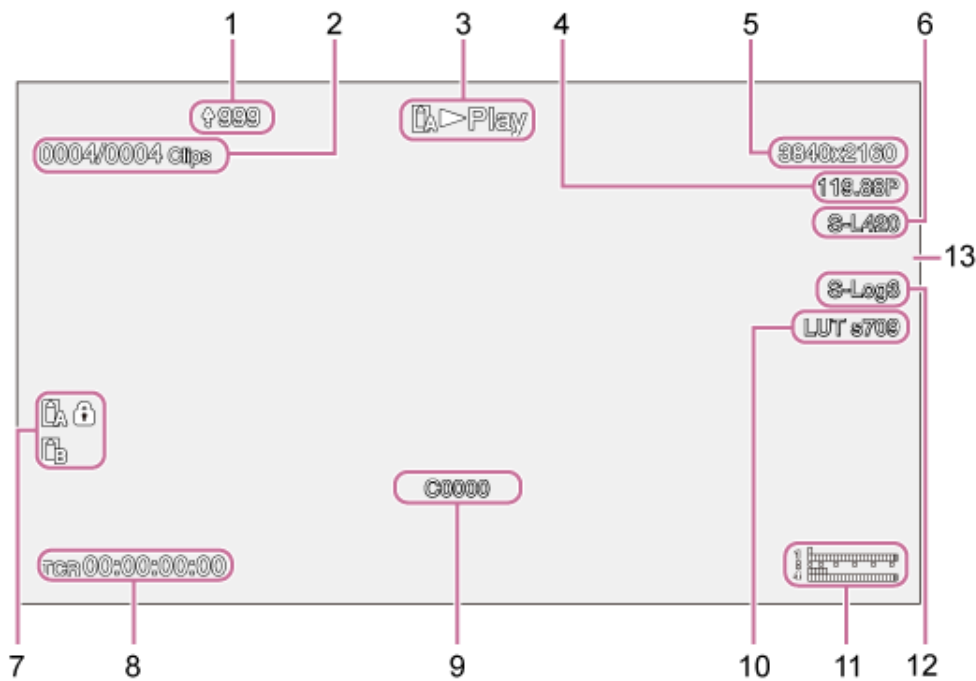 1 2 3 4 5 6
999
A Play
0004/0004 Clips
3840x2160
119.88P
S-L420
13
S-Log3
LUT s709
A
B
C0000
TCR 00:00:00:00
7 8 9 10 11 12